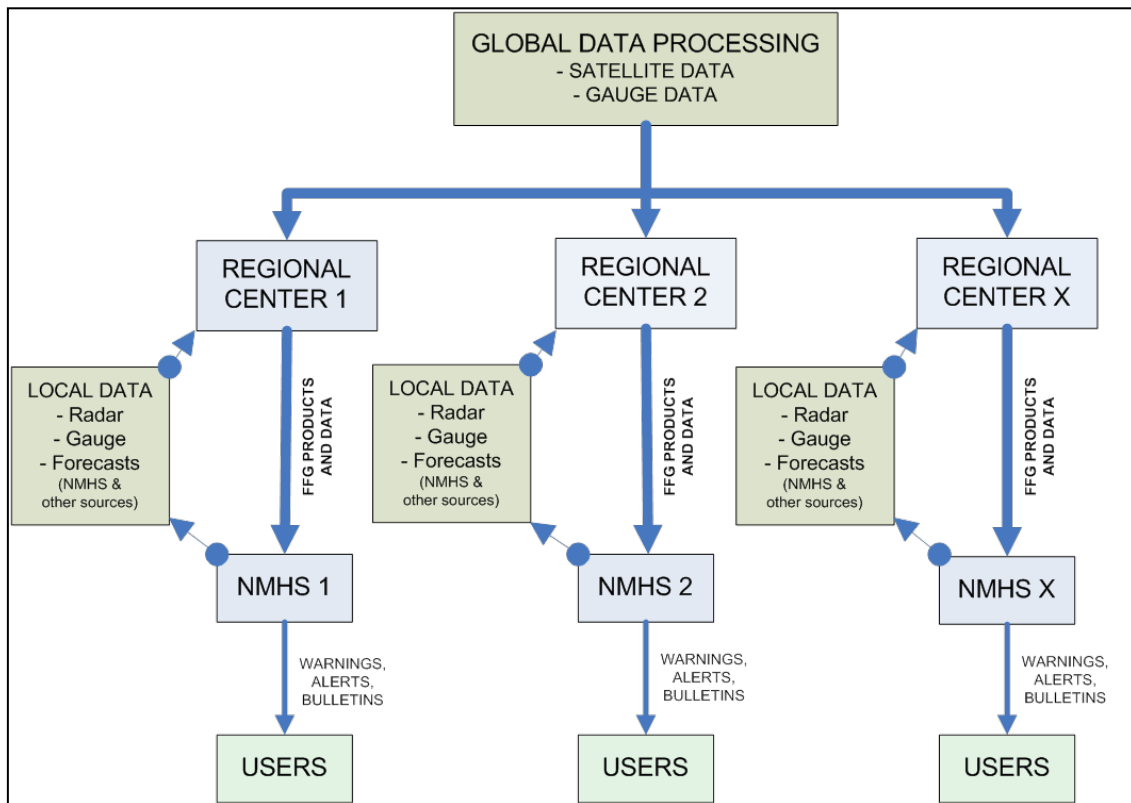 GLOBAL DATA PROCESSING
- SATELLITE DATA
- GAUGE DATA
REGIONAL
CENTER 1
REGIONAL
CENTER 2
REGIONAL
CENTER X
LOCAL DATA
- Radar
- Gauge
- Forecasts
(NMHS &
other sources)
FFG PRODUCTS
AND DATA
LOCAL DATA
- Radar
- Gauge
- Forecasts
(NMHS &
other sources)
FFG PRODUCTS
AND DATA
LOCAL DATA
- Radar
- Gauge
- Forecasts
(NMHS &
other sources)
FFG PRODUCTS
AND DATA
NMHS 1
NMHS 2
NMHS X
WARNINGS,
ALERTS,
BULLETINS
WARNINGS,
ALERTS,
BULLETINS
WARNINGS,
ALERTS,
BULLETINS
USERS
USERS
USERS